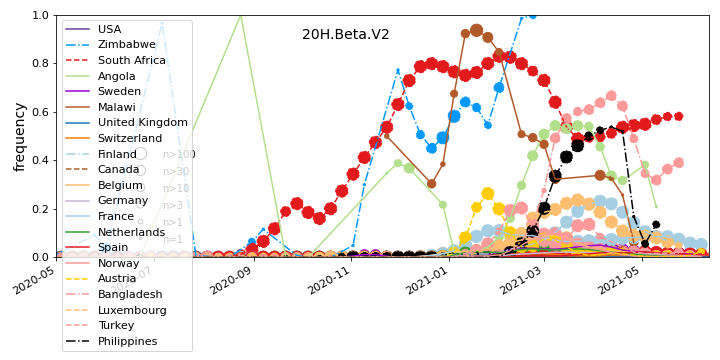 20H.Beta.V2
frequency
1.0
0.8
0.6
0.4
0.2
0.0
2020-05
2020-07
2020-09
2020-11
2021-01
2021-03
2021-05
USA
Zimbabwe
South Africa
Angola
Sweden
Malawi
United Kingdom
Switzerland
Finland
Canada
Belgium
Germany
France
Netherlands
Spain
Norway
Austria
Bangladesh
Luxembourg
Turkey
Philippines
n>100
n>30
n>10
n>3
n>1
n=1